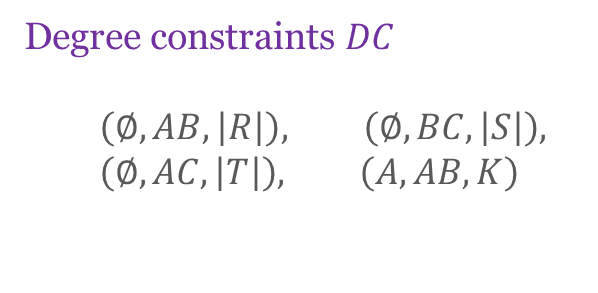 Degree constraints DC
(∅, AB, |R|), (∅, BC, |S|),
(∅, AC, |T|), (A, AB, K)